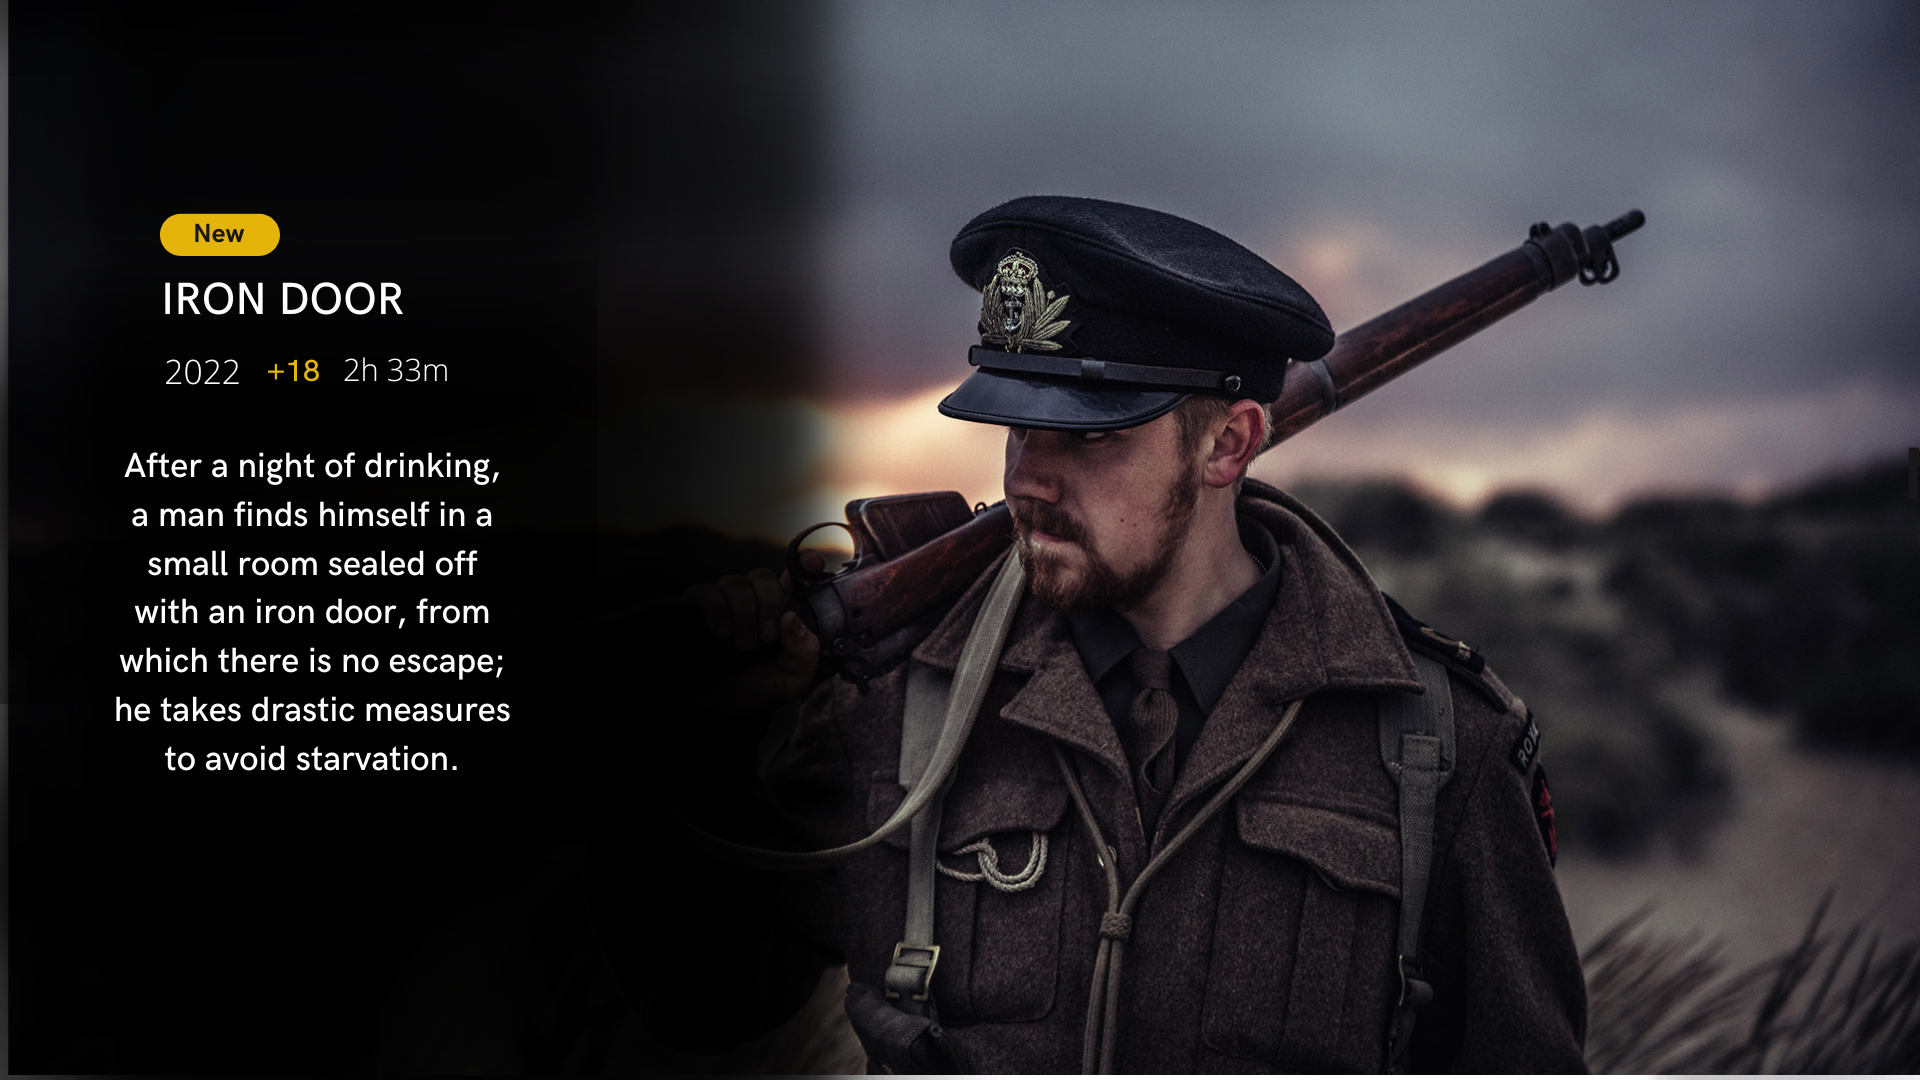 New
IRON DOOR
2022 +18 2h 33m
After a night of drinking,
a man finds himself in a
small room sealed off
with an iron door, from
which there is no escape;
he takes drastic measures
to avoid starvation.